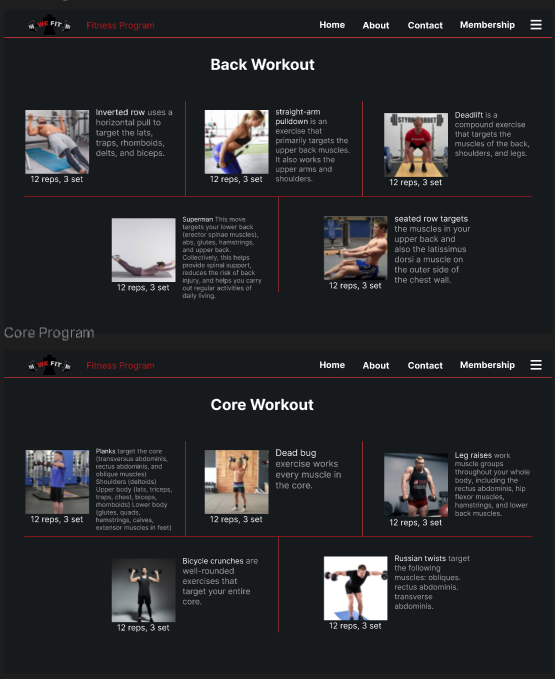 WE FIT
Fitness Program
Home
About
Contact
Membership
Back Workout
Inverted row uses a
horizontal pull to
target the lats,
traps, rhomboids,
delts, and biceps.
12 reps, 3 set
straight-arm
pulldown is an
exercise that
primarily targets the
upper back muscles.
It also works the
upper arms and
shoulders.
12 reps, 3 set
Deadlift is a
compound exercise
that targets the
muscles of the back,
shoulders, and legs.
12 reps, 3 set
Superman This move
targets your lower back
(erector spinae muscles),
abs, glutes, hamstrings,
and upper back.
Collectively, this helps
provide spinal support,
reduces the risk of back
injury, and helps you carry
out regular activities of
daily living.
12 reps, 3 set
seated row targets
the muscles in your
upper back and
also the latissimus
dorsi a muscle on
the outer side of
the chest wall.
12 reps, 3 set
Core Program
WE FIT
Fitness Program
Home
About
Contact
Membership
Core Workout
Planks target the core
(transversus abdominis,
rectus abdominis, and
oblique muscles)
Shoulders (deltoids)
Upper body (lats, triceps,
traps, chest, biceps,
rhomboids) Lower body
(glutes, quads,
hamstrings, calves,
extensor muscles in feet)
12 reps, 3 set
Dead bug
exercise works
every muscle in
the core.
12 reps, 3 set
Leg raises work
muscle groups
throughout your whole
body, including the
rectus abdominis, hip
flexor muscles,
hamstrings, and lower
back muscles.
12 reps, 3 set
Bicycle crunches are
well-rounded
exercises that
target your entire
core.
12 reps, 3 set
Russian twists target
the following
muscles: obliques.
rectus abdominis.
transverse
abdominis.
12 reps, 3 set